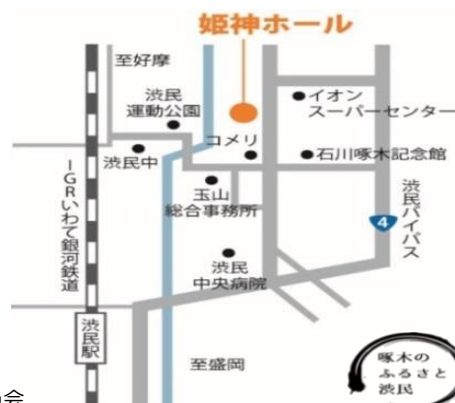 姫神ホール
至好摩
渋民
運動公園
イオン
スーパーセンター
コメリ
渋民中
石川啄木記念館
玉山
総合事務所
IGRいわて銀河鉄道
渋民バイパス
4
渋民
中央病院
渋民駅
至盛岡
啄木の
ふるさと
渋民
会